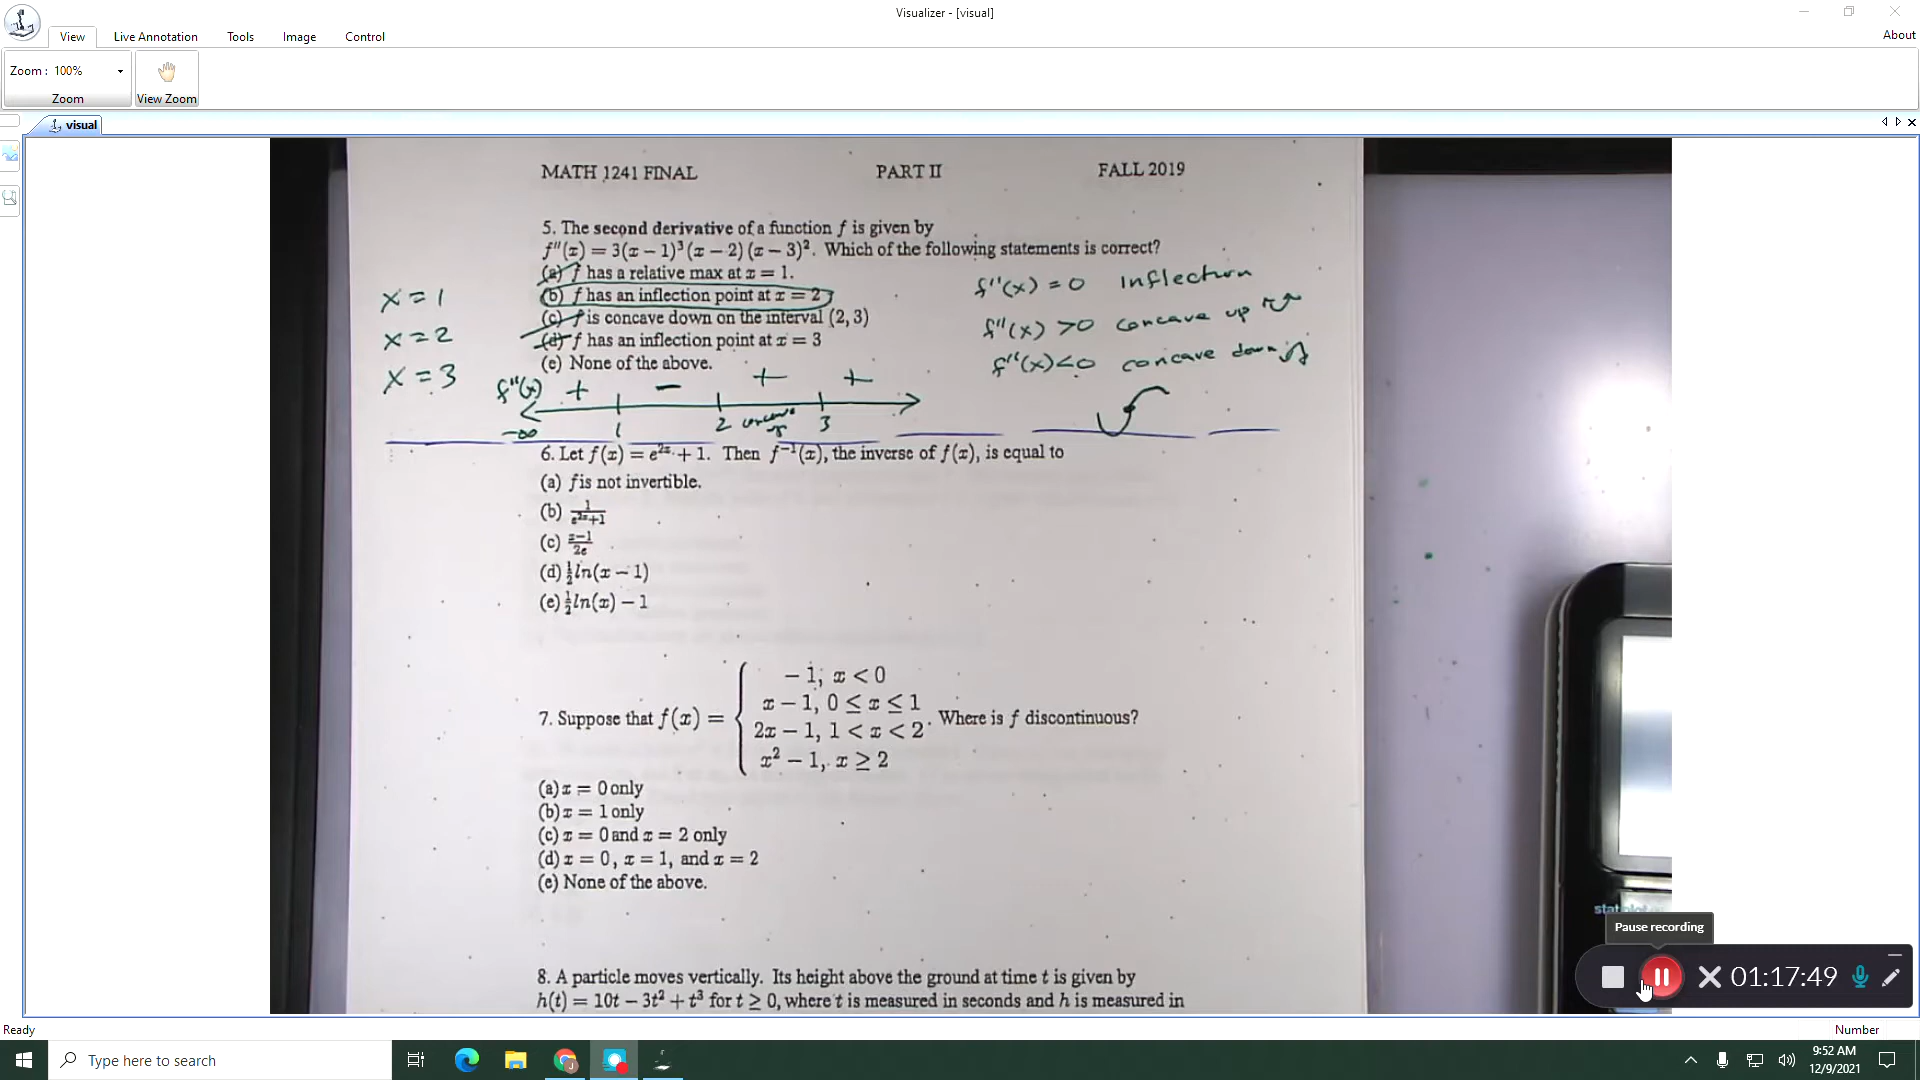 Visualizer - [visual]
View Live Annotation Tools Image Control About
Zoom : 100%
Zoom View Zoom
visual
MATH 1241 FINAL PART II FALL 2019
5. The second derivative of a function f is given by
f''(x) = 3(x − 1)³(x − 2)(x − 3)². Which of the following statements is correct?
(a) f has a relative max at x = 1.
(b) f has an inflection point at x = 2
(c) f is concave down on the interval (2, 3)
(d) f has an inflection point at x = 3
(e) None of the above.
x = 1
x = 2
x = 3
f''(x) = 0 Inflection
f''(x) > 0 concave up
f''(x) < 0 concave down
f''(x) + − + +
−∞ 1 2 concave up 3
6. Let f(x) = e²ˣ + 1. Then f⁻¹(x), the inverse of f(x), is equal to
(a) f is not invertible.
(b) 1/(e²ˣ+1)
(c) (x−1)/2e
(d) ½ln(x − 1)
(e) ½ln(x) − 1
7. Suppose that f(x) = { − 1, x < 0
x − 1, 0 ≤ x ≤ 1
2x − 1, 1 < x < 2
x² − 1, x ≥ 2
. Where is f discontinuous?
(a) x = 0 only
(b) x = 1 only
(c) x = 0 and x = 2 only
(d) x = 0, x = 1, and x = 2
(e) None of the above.
8. A particle moves vertically. Its height above the ground at time t is given by
h(t) = 10t − 3t² + t³ for t ≥ 0, where t is measured in seconds and h is measured in
Pause recording
01:17:49
Ready Number
Type here to search
9:52 AM
12/9/2021